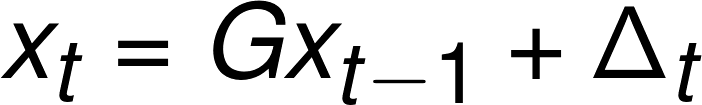 x_t = Gx_{t−1} + Δ_t